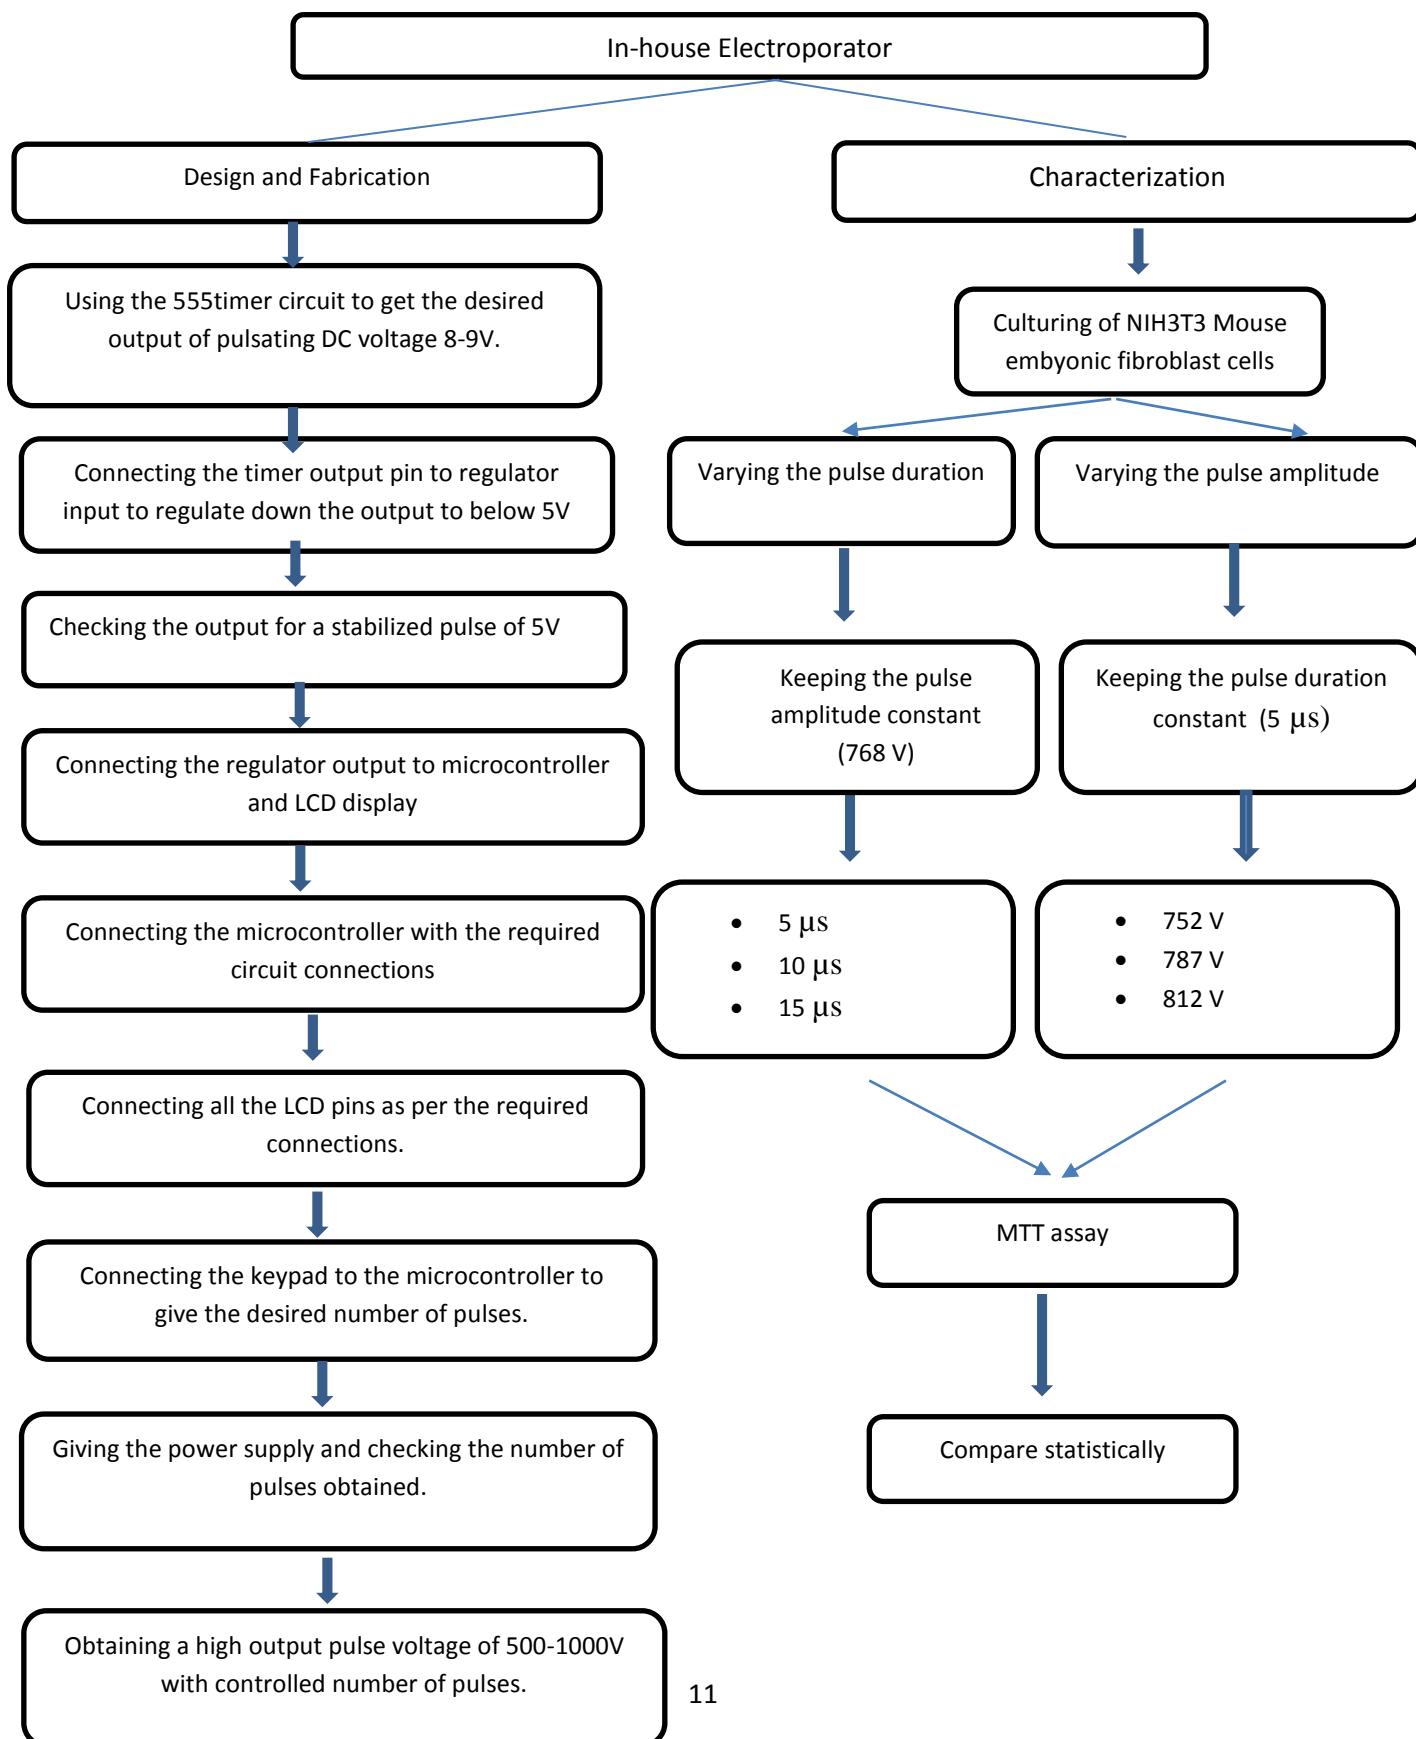 In-house Electroporator
Design and Fabrication
Using the 555timer circuit to get the desired
output of pulsating DC voltage 8-9V.
Connecting the timer output pin to regulator
input to regulate down the output to below 5V
Checking the output for a stabilized pulse of 5V
Connecting the regulator output to microcontroller
and LCD display
Connecting the microcontroller with the required
circuit connections
Connecting all the LCD pins as per the required
connections.
Connecting the keypad to the microcontroller to
give the desired number of pulses.
Giving the power supply and checking the number of
pulses obtained.
Obtaining a high output pulse voltage of 500-1000V
with controlled number of pulses.
Characterization
Culturing of NIH3T3 Mouse
embyonic fibroblast cells
Varying the pulse duration
Keeping the pulse
amplitude constant
(768 V)
• 5 µs
• 10 µs
• 15 µs
Varying the pulse amplitude
Keeping the pulse duration
constant (5 µs)
• 752 V
• 787 V
• 812 V
MTT assay
Compare statistically
11